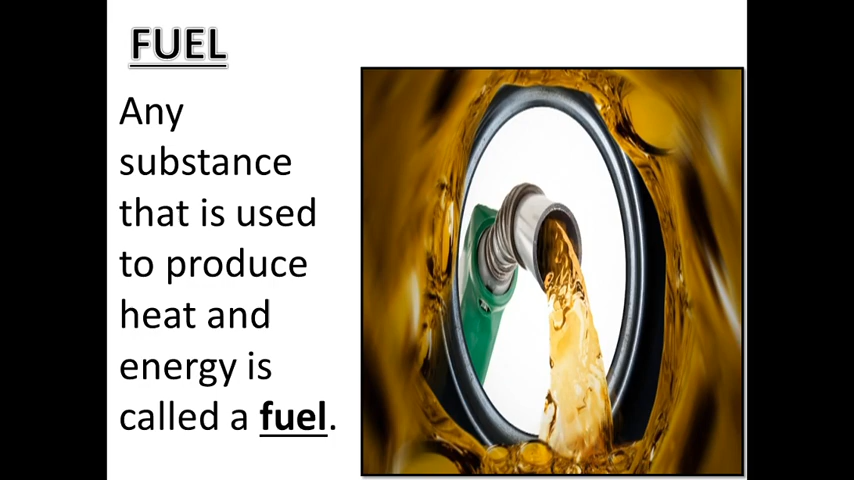 FUEL
Any
substance
that is used
to produce
heat and
energy is
called a fuel.